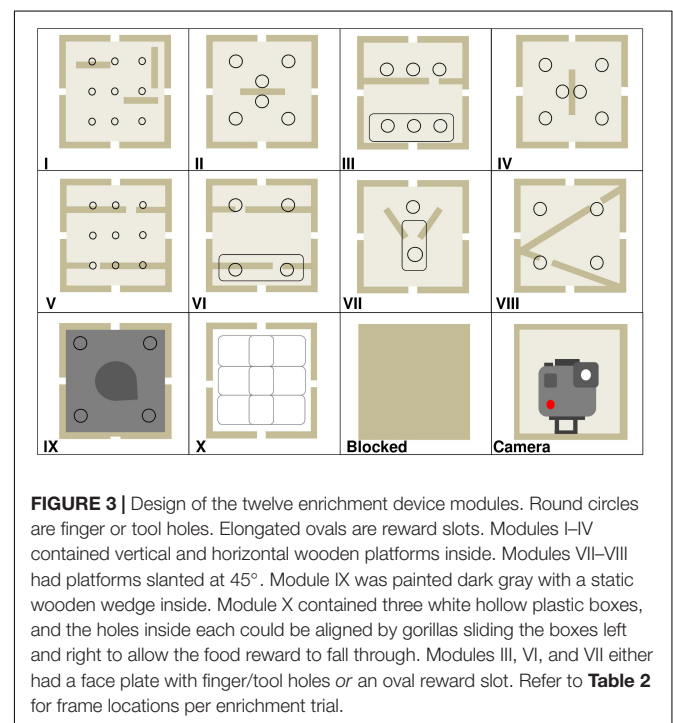 I
II
III
IV
V
VI
VII
VIII
IX
X
Blocked
Camera
FIGURE 3 | Design of the twelve enrichment device modules. Round circles
are finger or tool holes. Elongated ovals are reward slots. Modules I–IV
contained vertical and horizontal wooden platforms inside. Modules VII–VIII
had platforms slanted at 45°. Module IX was painted dark gray with a static
wooden wedge inside. Module X contained three white hollow plastic boxes,
and the holes inside each could be aligned by gorillas sliding the boxes left
and right to allow the food reward to fall through. Modules III, VI, and VII either
had a face plate with finger/tool holes or an oval reward slot. Refer to Table 2
for frame locations per enrichment trial.